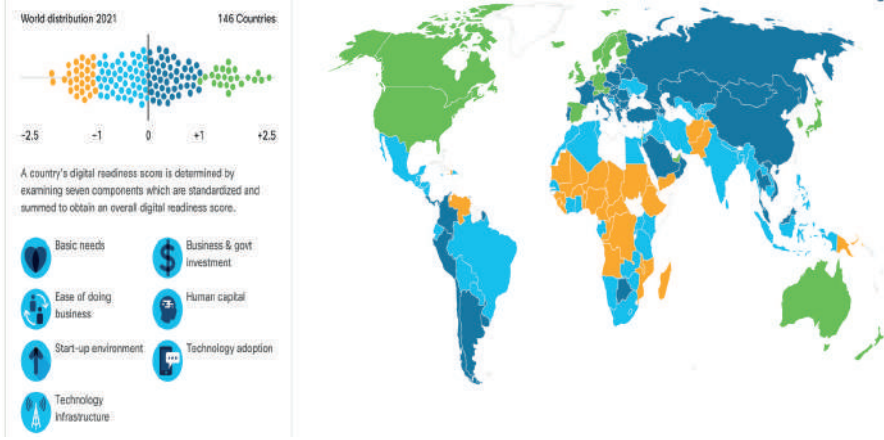 World distribution 2021 146 Countries
-2.5 -1 0 +1 +2.5
A country's digital readiness score is determined by
examining seven components which are standardized and
summed to obtain an overall digital readiness score.
Basic needs
Business & govt
investment
Ease of doing
business
Human capital
Start-up environment
Technology adoption
Technology
infrastructure